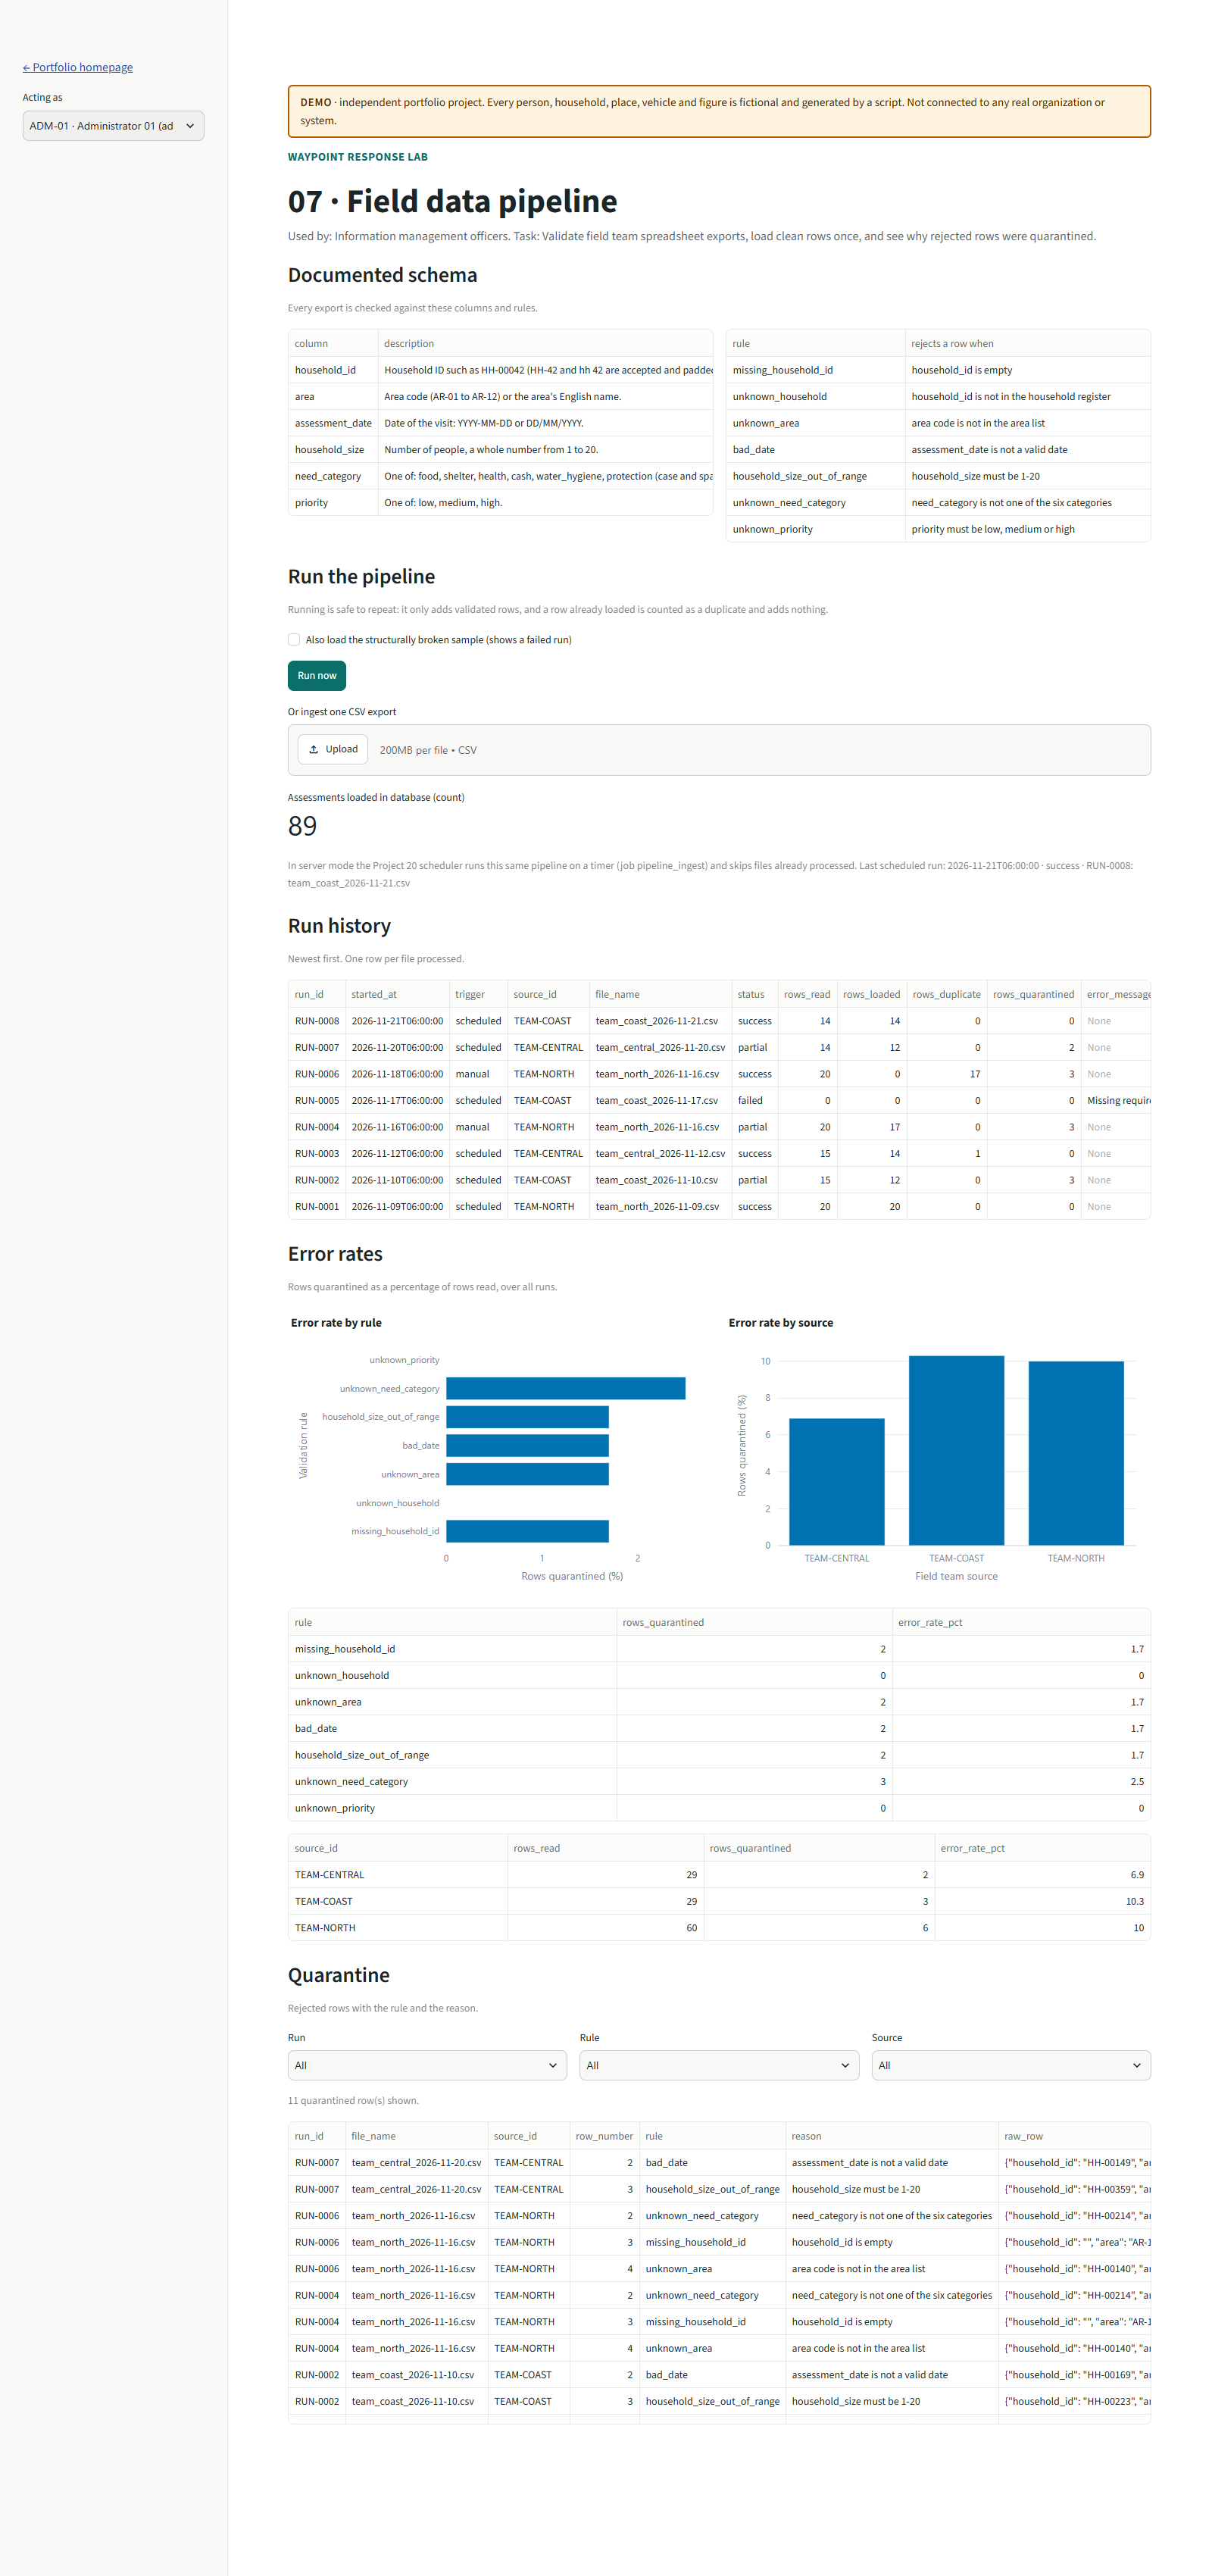 ← Portfolio homepage
Acting as
ADM-01 · Administrator 01 (ad
DEMO · independent portfolio project. Every person, household, place, vehicle and figure is fictional and generated by a script. Not connected to any real organization or
system.
WAYPOINT RESPONSE LAB
07 · Field data pipeline
Used by: Information management officers. Task: Validate field team spreadsheet exports, load clean rows once, and see why rejected rows were quarantined.
Documented schema
Every export is checked against these columns and rules.
column description
household_id Household ID such as HH-00042 (HH-42 and hh 42 are accepted and padded
area Area code (AR-01 to AR-12) or the area's English name.
assessment_date Date of the visit: YYYY-MM-DD or DD/MM/YYYY.
household_size Number of people, a whole number from 1 to 20.
need_category One of: food, shelter, health, cash, water_hygiene, protection (case and spa
priority One of: low, medium, high.
rule rejects a row when
missing_household_id household_id is empty
unknown_household household_id is not in the household register
unknown_area area code is not in the area list
bad_date assessment_date is not a valid date
household_size_out_of_range household_size must be 1-20
unknown_need_category need_category is not one of the six categories
unknown_priority priority must be low, medium or high
Run the pipeline
Running is safe to repeat: it only adds validated rows, and a row already loaded is counted as a duplicate and adds nothing.
Also load the structurally broken sample (shows a failed run)
Run now
Or ingest one CSV export
Upload 200MB per file • CSV
Assessments loaded in database (count)
89
In server mode the Project 20 scheduler runs this same pipeline on a timer (job pipeline_ingest) and skips files already processed. Last scheduled run: 2026-11-21T06:00:00 · success · RUN-0008:
team_coast_2026-11-21.csv
Run history
Newest first. One row per file processed.
run_id started_at trigger source_id file_name status rows_read rows_loaded rows_duplicate rows_quarantined error_message
RUN-0008 2026-11-21T06:00:00 scheduled TEAM-COAST team_coast_2026-11-21.csv success 14 14 0 0 None
RUN-0007 2026-11-20T06:00:00 scheduled TEAM-CENTRAL team_central_2026-11-20.csv partial 14 12 0 2 None
RUN-0006 2026-11-18T06:00:00 manual TEAM-NORTH team_north_2026-11-16.csv success 20 0 17 3 None
RUN-0005 2026-11-17T06:00:00 scheduled TEAM-COAST team_coast_2026-11-17.csv failed 0 0 0 0 Missing require
RUN-0004 2026-11-16T06:00:00 manual TEAM-NORTH team_north_2026-11-16.csv partial 20 17 0 3 None
RUN-0003 2026-11-12T06:00:00 scheduled TEAM-CENTRAL team_central_2026-11-12.csv success 15 14 1 0 None
RUN-0002 2026-11-10T06:00:00 scheduled TEAM-COAST team_coast_2026-11-10.csv partial 15 12 0 3 None
RUN-0001 2026-11-09T06:00:00 scheduled TEAM-NORTH team_north_2026-11-09.csv success 20 20 0 0 None
Error rates
Rows quarantined as a percentage of rows read, over all runs.
Error rate by rule
unknown_priority
unknown_need_category
household_size_out_of_range
bad_date
unknown_area
unknown_household
missing_household_id
Validation rule
0 1 2
Rows quarantined (%)
Error rate by source
10
8
6
4
2
0
Rows quarantined (%)
TEAM-CENTRAL TEAM-COAST TEAM-NORTH
Field team source
rule rows_quarantined error_rate_pct
missing_household_id 2 1.7
unknown_household 0 0
unknown_area 2 1.7
bad_date 2 1.7
household_size_out_of_range 2 1.7
unknown_need_category 3 2.5
unknown_priority 0 0
source_id rows_read rows_quarantined error_rate_pct
TEAM-CENTRAL 29 2 6.9
TEAM-COAST 29 3 10.3
TEAM-NORTH 60 6 10
Quarantine
Rejected rows with the rule and the reason.
Run Rule Source
All All All
11 quarantined row(s) shown.
run_id file_name source_id row_number rule reason raw_row
RUN-0007 team_central_2026-11-20.csv TEAM-CENTRAL 2 bad_date assessment_date is not a valid date {"household_id": "HH-00149", "ar
RUN-0007 team_central_2026-11-20.csv TEAM-CENTRAL 3 household_size_out_of_range household_size must be 1-20 {"household_id": "HH-00359", "ar
RUN-0006 team_north_2026-11-16.csv TEAM-NORTH 2 unknown_need_category need_category is not one of the six categories {"household_id": "HH-00214", "ar
RUN-0006 team_north_2026-11-16.csv TEAM-NORTH 3 missing_household_id household_id is empty {"household_id": "", "area": "AR-1
RUN-0006 team_north_2026-11-16.csv TEAM-NORTH 4 unknown_area area code is not in the area list {"household_id": "HH-00140", "ar
RUN-0004 team_north_2026-11-16.csv TEAM-NORTH 2 unknown_need_category need_category is not one of the six categories {"household_id": "HH-00214", "ar
RUN-0004 team_north_2026-11-16.csv TEAM-NORTH 3 missing_household_id household_id is empty {"household_id": "", "area": "AR-1
RUN-0004 team_north_2026-11-16.csv TEAM-NORTH 4 unknown_area area code is not in the area list {"household_id": "HH-00140", "ar
RUN-0002 team_coast_2026-11-10.csv TEAM-COAST 2 bad_date assessment_date is not a valid date {"household_id": "HH-00169", "ar
RUN-0002 team_coast_2026-11-10.csv TEAM-COAST 3 household_size_out_of_range household_size must be 1-20 {"household_id": "HH-00223", "ar